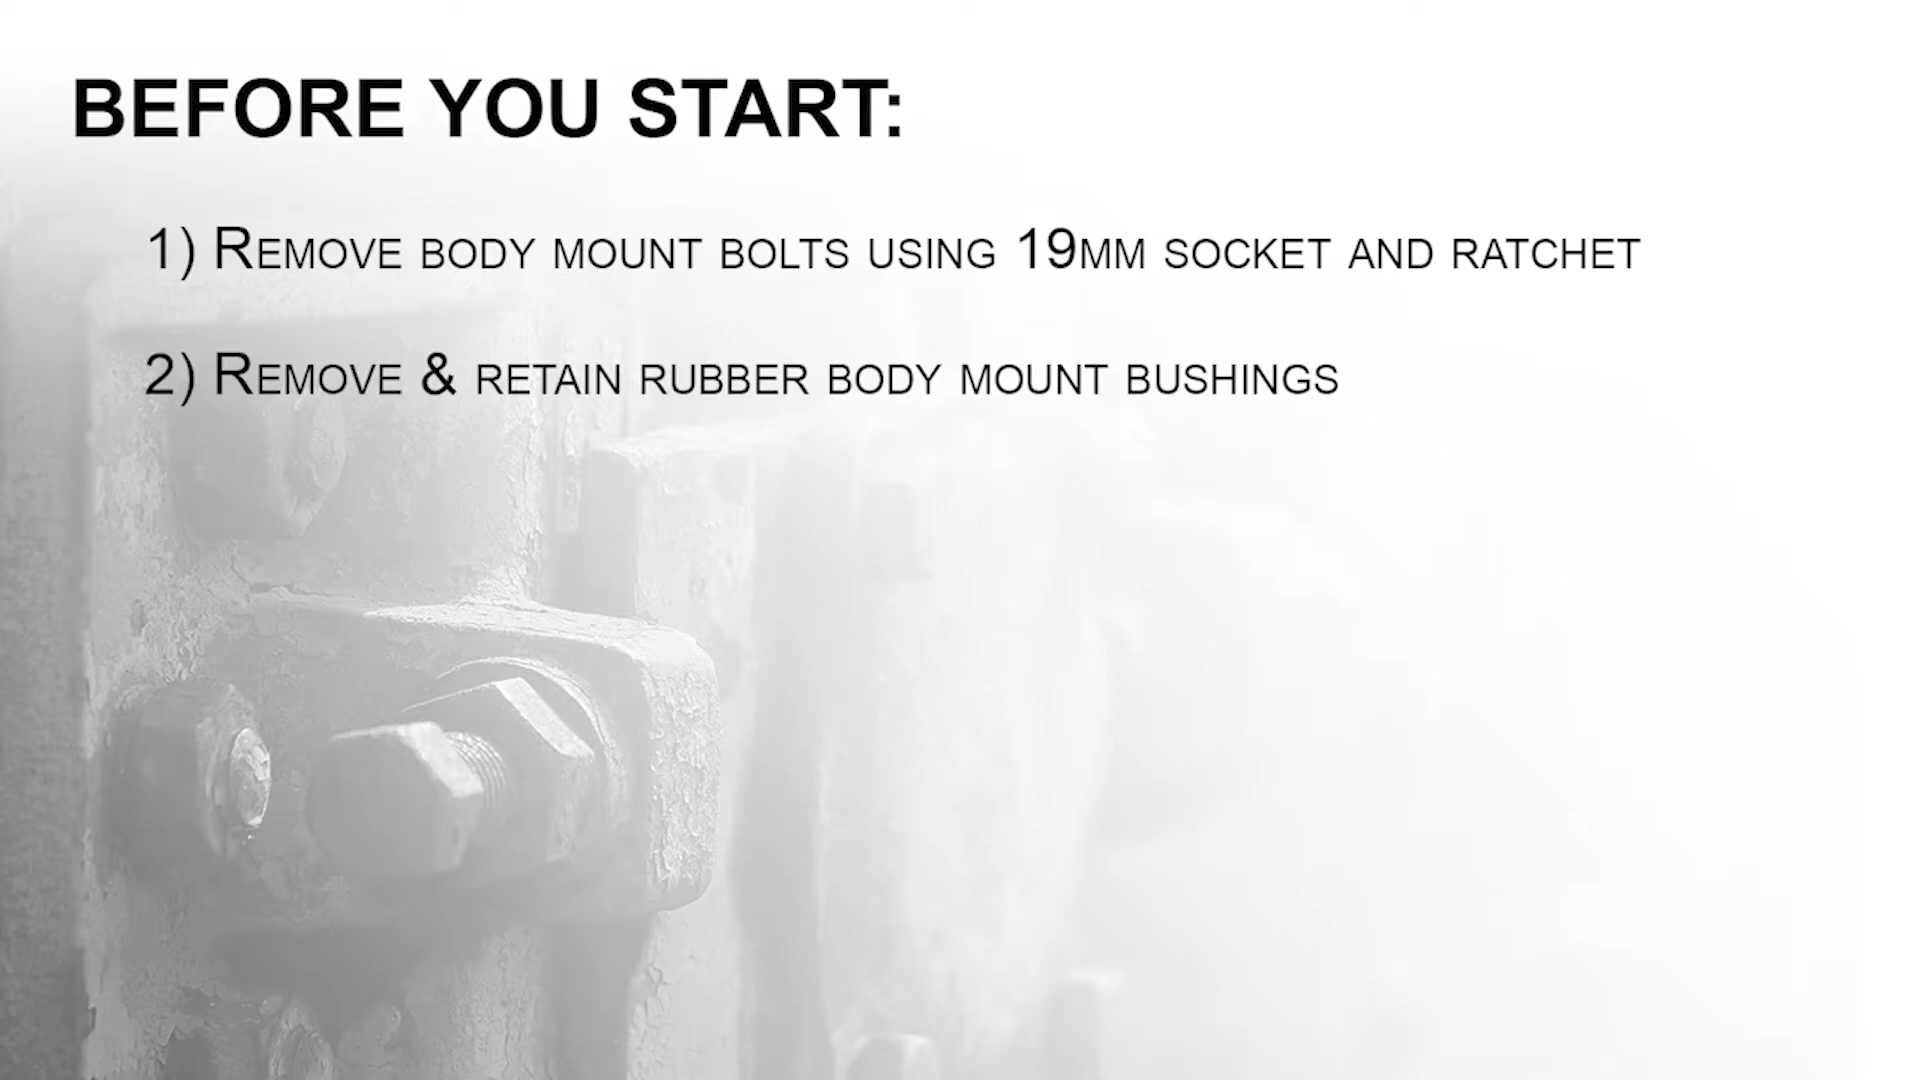 BEFORE YOU START:
1) REMOVE BODY MOUNT BOLTS USING 19MM SOCKET AND RATCHET
2) REMOVE & RETAIN RUBBER BODY MOUNT BUSHINGS